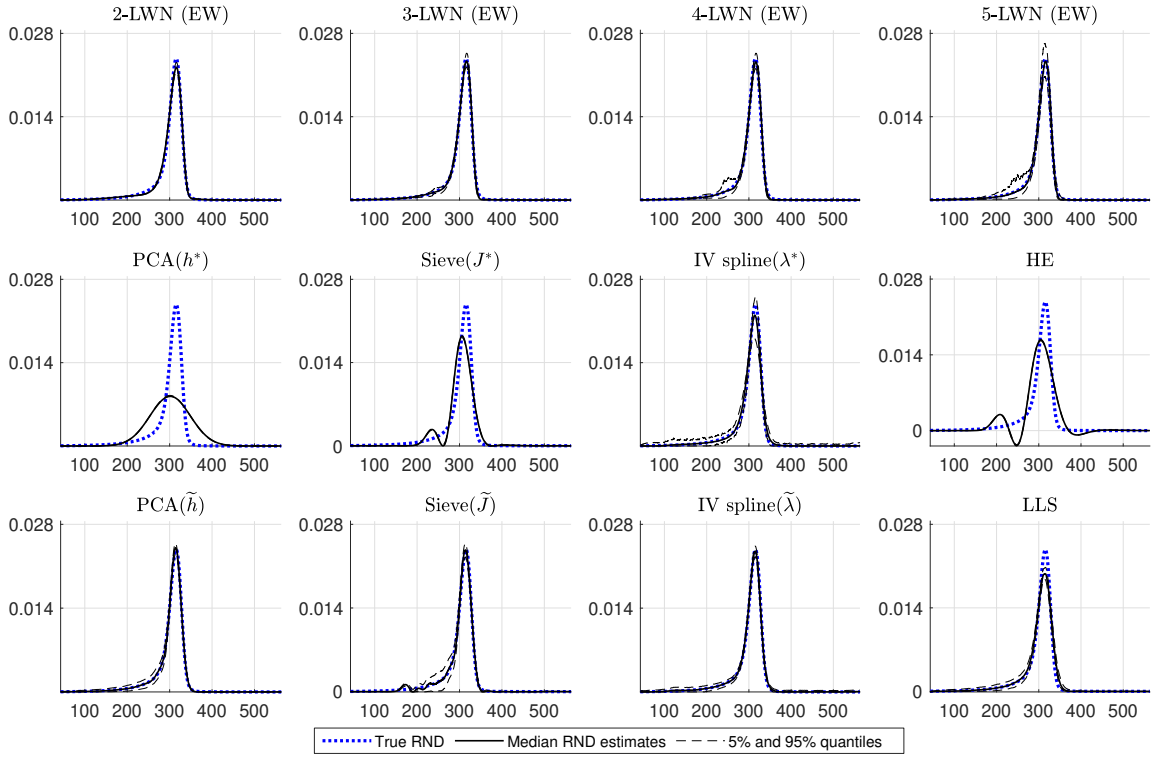 2-LWN (EW) 3-LWN (EW) 4-LWN (EW) 5-LWN (EW)
0.028 0.028 0.028 0.028
0.014 0.014 0.014 0.014
100 200 300 400 500 100 200 300 400 500 100 200 300 400 500 100 200 300 400 500
PCA(h*) Sieve(J*) IV spline(λ*) HE
0.028 0.028 0.028 0.028
0.014 0.014 0.014 0.014
0 0
100 200 300 400 500 100 200 300 400 500 100 200 300 400 500 100 200 300 400 500
PCA(h̃) Sieve(J̃) IV spline(λ̃) LLS
0.028 0.028 0.028 0.028
0.014 0.014 0.014 0.014
0 0
100 200 300 400 500 100 200 300 400 500 100 200 300 400 500 100 200 300 400 500
True RND Median RND estimates 5% and 95% quantiles